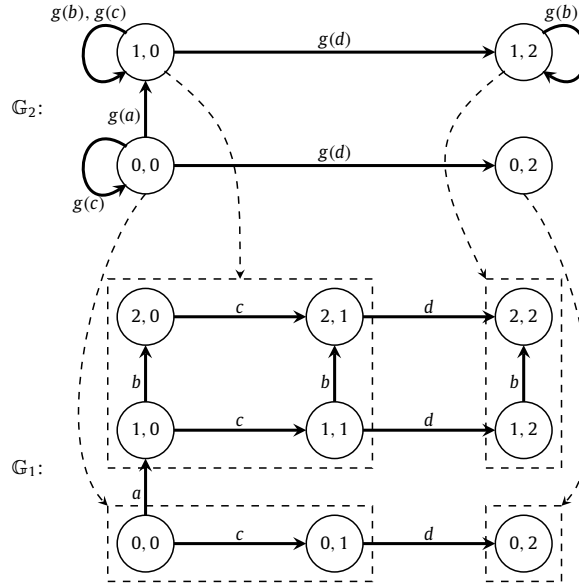 g(b), g(c)
g(b)
1, 0
g(d)
1, 2
𝔾₂:
g(a)
0, 0
g(d)
0, 2
g(c)
2, 0
c
2, 1
d
2, 2
b
b
b
1, 0
c
1, 1
d
1, 2
𝔾₁:
a
0, 0
c
0, 1
d
0, 2